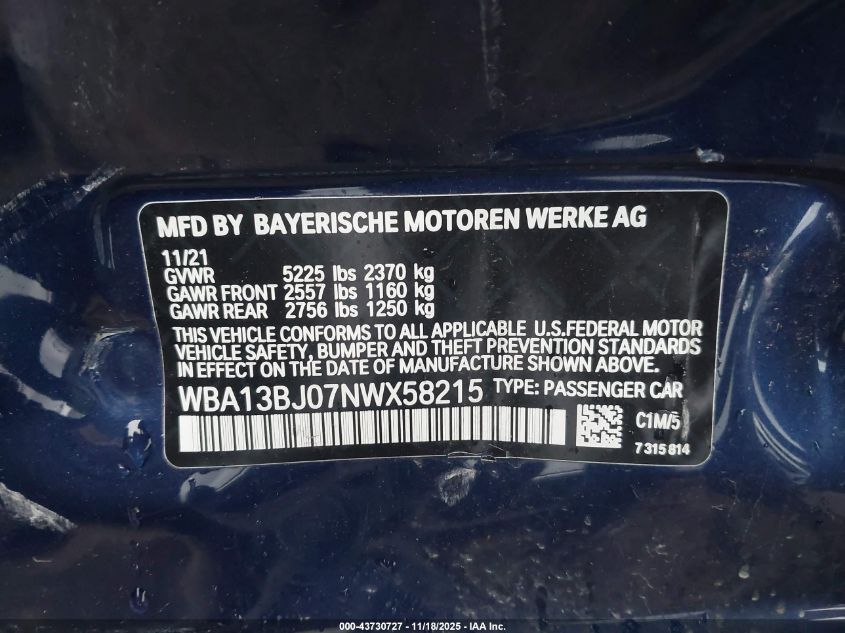 MFD BY BAYERISCHE MOTOREN WERKE AG
11/21
GVWR 5225 lbs 2370 kg
GAWR FRONT 2557 lbs 1160 kg
GAWR REAR 2756 lbs 1250 kg
THIS VEHICLE CONFORMS TO ALL APPLICABLE U.S.FEDERAL MOTOR
VEHICLE SAFETY, BUMPER AND THEFT PREVENTION STANDARDS
IN EFFECT ON THE DATE OF MANUFACTURE SHOWN ABOVE.
WBA13BJ07NWX58215 TYPE: PASSENGER CAR
C1M/5
7 315 814
000-43730727 - 11/18/2025 - IAA Inc.